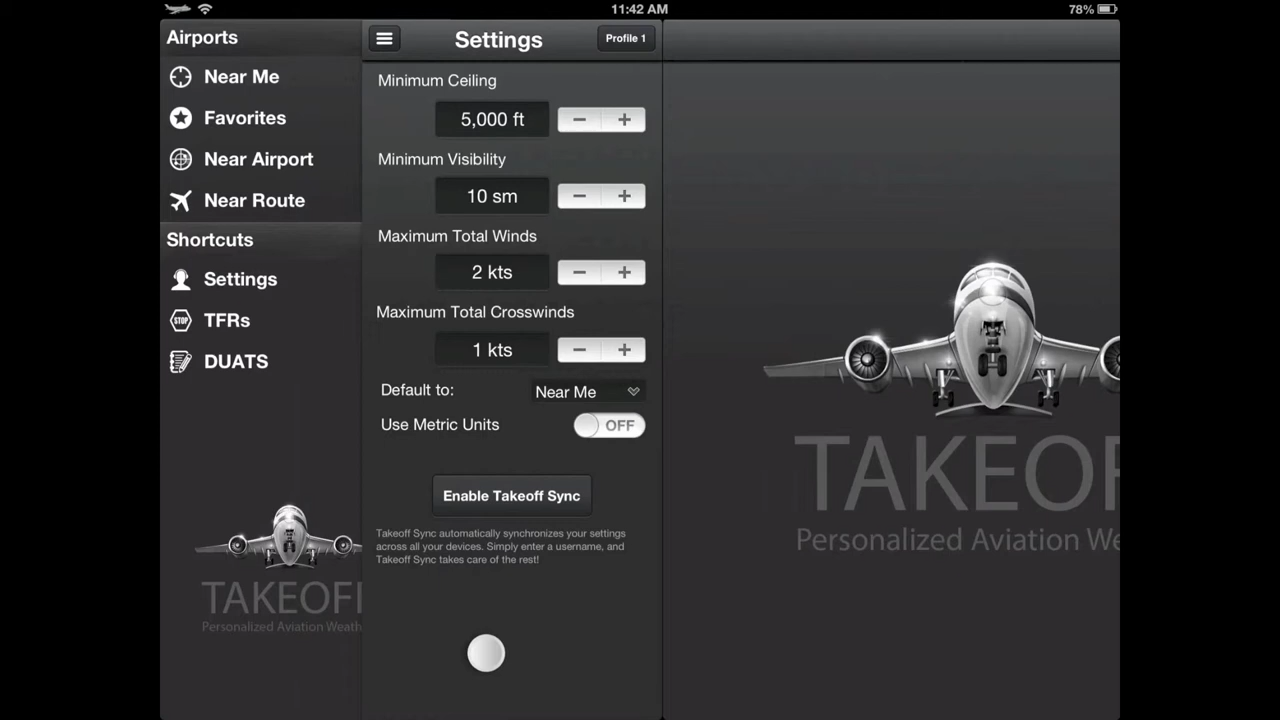 11:42 AM
78%
Airports
Near Me
Favorites
Near Airport
Near Route
Shortcuts
Settings
TFRs
STOP
DUATS
TAKEOF
Personalized Aviation Weath
Settings
Profile 1
Minimum Ceiling
5,000 ft
Minimum Visibility
10 sm
Maximum Total Winds
2 kts
Maximum Total Crosswinds
1 kts
Default to:
Near Me
Use Metric Units
OFF
Enable Takeoff Sync
Takeoff Sync automatically synchronizes your settings
across all your devices. Simply enter a username, and
Takeoff Sync takes care of the rest!
TAKEOF
Personalized Aviation We